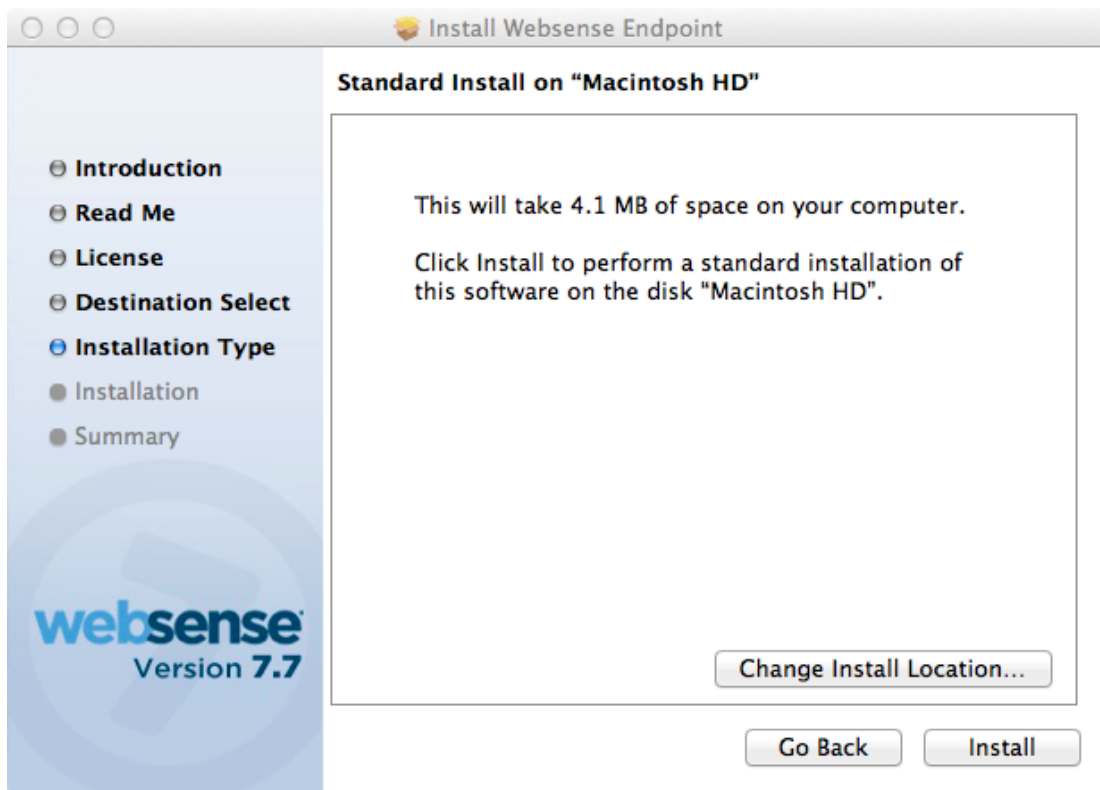 Install Websense Endpoint
Standard Install on “Macintosh HD”
Introduction
Read Me
License
Destination Select
Installation Type
Installation
Summary
This will take 4.1 MB of space on your computer.
Click Install to perform a standard installation of
this software on the disk “Macintosh HD”.
websense
Version 7.7
Change Install Location...
Go Back
Install